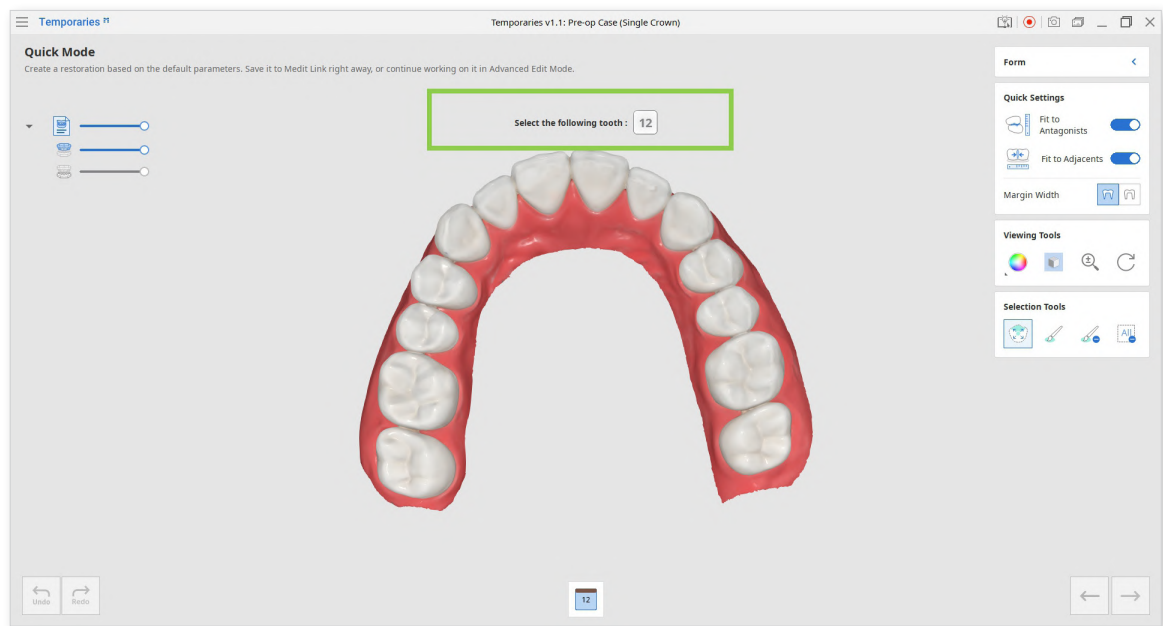 Temporaries
Temporaries v1.1: Pre-op Case (Single Crown)
Quick Mode
Create a restoration based on the default parameters. Save it to Medit Link right away, or continue working on it in Advanced Edit Mode.
Select the following tooth : 12
Form
Quick Settings
Fit to
Antagonists
Fit to Adjacents
Margin Width
Viewing Tools
Selection Tools
All
Undo
Redo
12